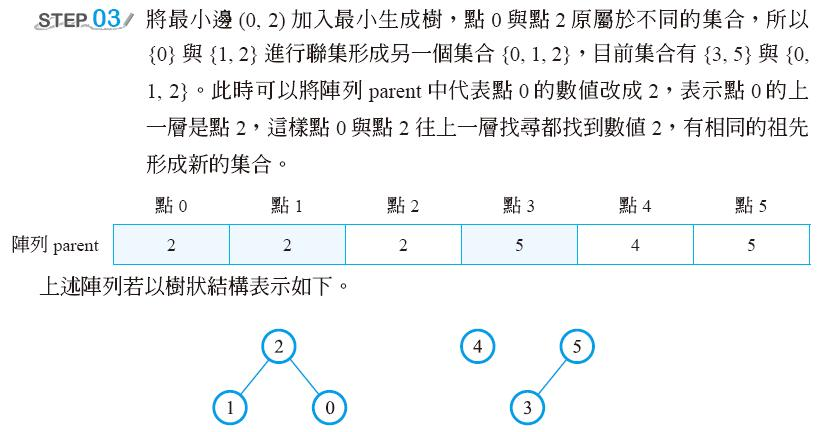 STEP 03 將最小邊 (0, 2) 加入最小生成樹，點 0 與點 2 原屬於不同的集合，所以
{0} 與 {1, 2} 進行聯集形成另一個集合 {0, 1, 2}，目前集合有 {3, 5} 與 {0,
1, 2}。此時可以將陣列 parent 中代表點 0 的數值改成 2，表示點 0 的上
一層是點 2，這樣點 0 與點 2 往上一層找尋都找到數值 2，有相同的祖先
形成新的集合。
點 0 點 1 點 2 點 3 點 4 點 5
陣列 parent 2 2 2 5 4 5
上述陣列若以樹狀結構表示如下。
2 4 5
1 0 3